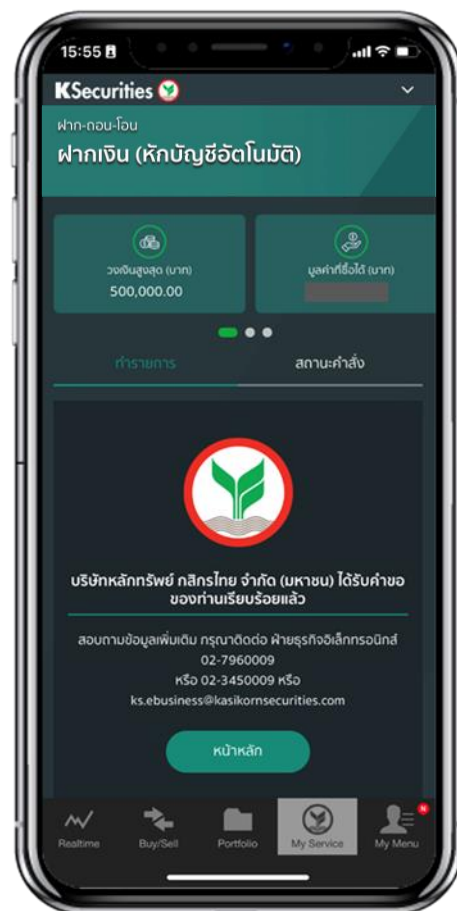 15:55
KSecurities
ฝาก-ถอน-โอน
ฝากเงิน (หักบัญชีอัตโนมัติ)
วงเงินสูงสุด (บาท)
500,000.00
มูลค่าที่ซื้อได้ (บาท)
ทำรายการ
สถานะคำสั่ง
บริษัทหลักทรัพย์ กสิกรไทย จำกัด (มหาชน) ได้รับคำขอ
ของท่านเรียบร้อยแล้ว
สอบถามข้อมูลเพิ่มเติม กรุณาติดต่อ ฝ่ายธุรกิจอิเล็กทรอนิกส์
02-7960009
หรือ 02-3450009 หรือ
ks.ebusiness@kasikornsecurities.com
หน้าหลัก
Realtime
Buy/Sell
Portfolio
My Service
N
My Menu